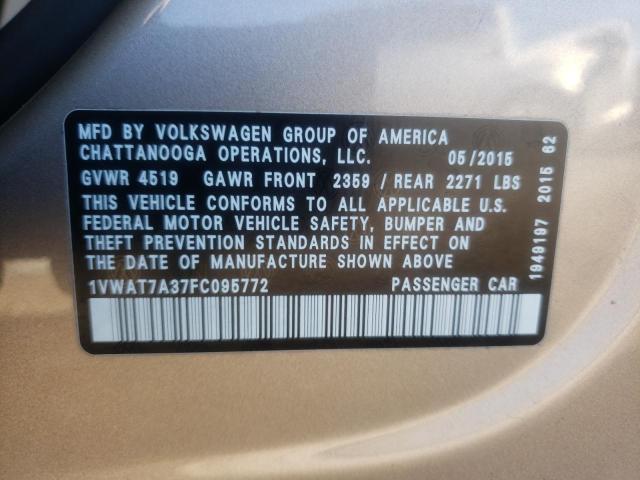 MFD BY VOLKSWAGEN GROUP OF AMERICA
CHATTANOOGA OPERATIONS, LLC. 05/2015
GVWR 4519 GAWR FRONT 2359 / REAR 2271 LBS
THIS VEHICLE CONFORMS TO ALL APPLICABLE U.S.
FEDERAL MOTOR VEHICLE SAFETY, BUMPER AND
THEFT PREVENTION STANDARDS IN EFFECT ON
THE DATE OF MANUFACTURE SHOWN ABOVE.
1VWAT7A37FC095772 PASSENGER CAR
1949197 2015 62